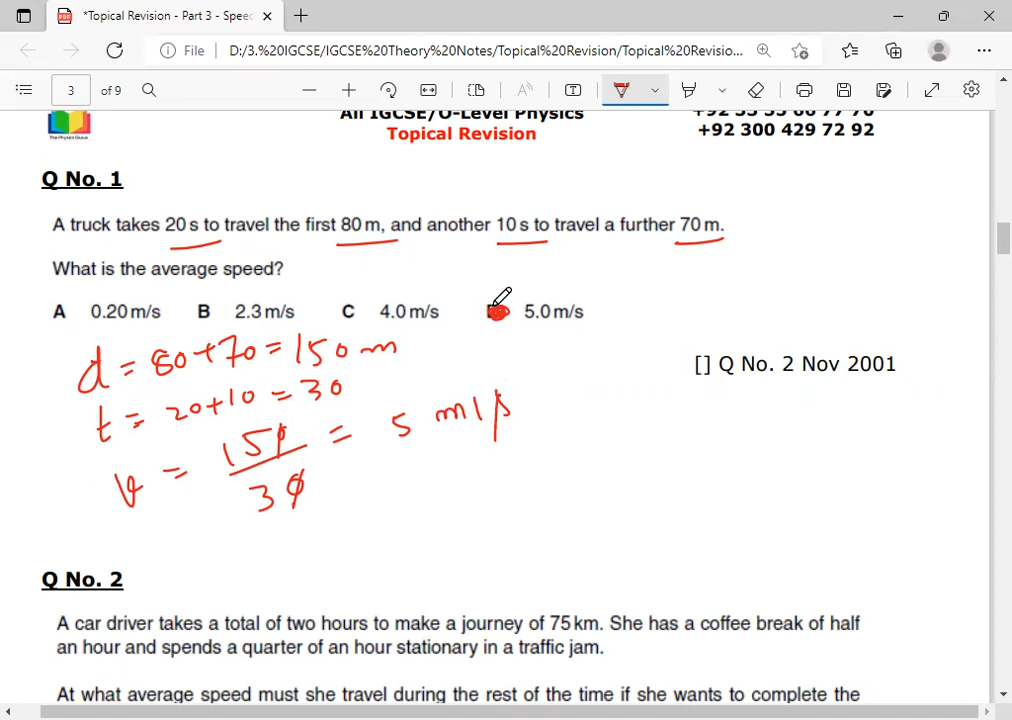 *Topical Revision - Part 3 - Speec
File D:/3.%20IGCSE/IGCSE%20Theory%20Notes/Topical%20Revision/Topical%20Revisio...
3 of 9
All IGCSE/O-Level Physics
Topical Revision
+92 300 429 72 92
Q No. 1
A truck takes 20 s to travel the first 80 m, and another 10 s to travel a further 70 m.
What is the average speed?
A 0.20 m/s B 2.3 m/s C 4.0 m/s 5.0 m/s
d = 80+70 = 150 m
[] Q No. 2 Nov 2001
t = 20+10 = 30
v = 150/30 = 5 m/s
Q No. 2
A car driver takes a total of two hours to make a journey of 75 km. She has a coffee break of half
an hour and spends a quarter of an hour stationary in a traffic jam.
At what average speed must she travel during the rest of the time if she wants to complete the